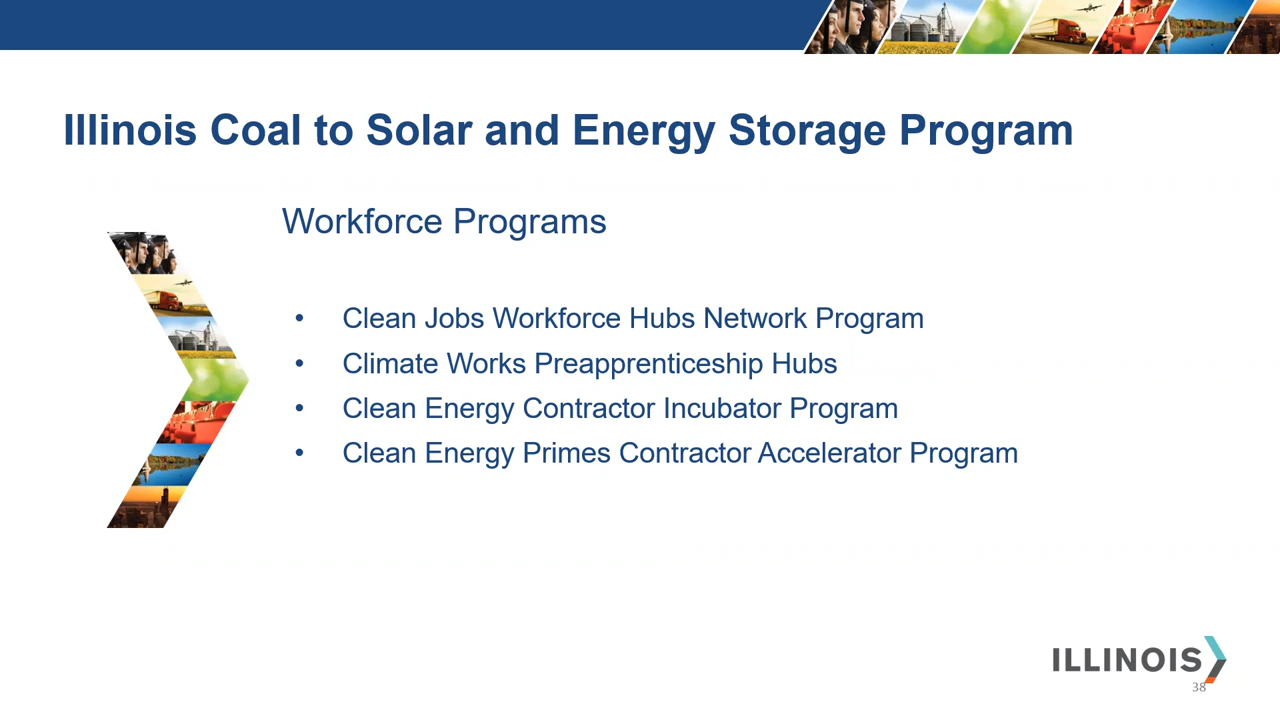 Illinois Coal to Solar and Energy Storage Program
Workforce Programs
• Clean Jobs Workforce Hubs Network Program
• Climate Works Preapprenticeship Hubs
• Clean Energy Contractor Incubator Program
• Clean Energy Primes Contractor Accelerator Program
ILLINOIS
38